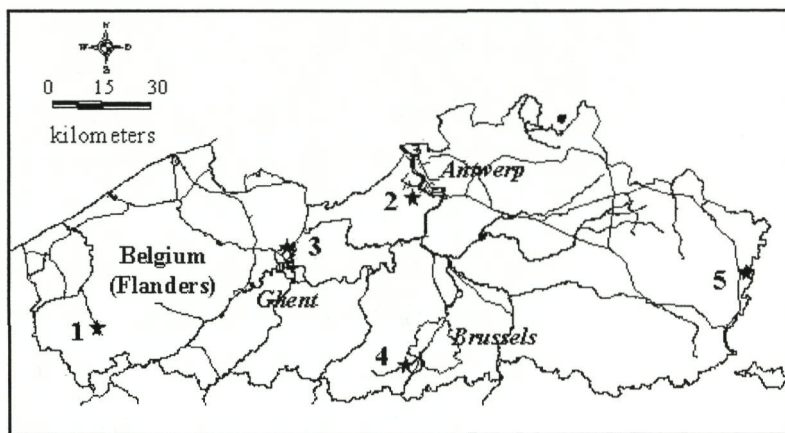 N
W O
0 15 30
kilometers
Antwerp
2
3
Belgium
(Flanders)
Ghent
5
1
Brussels
4